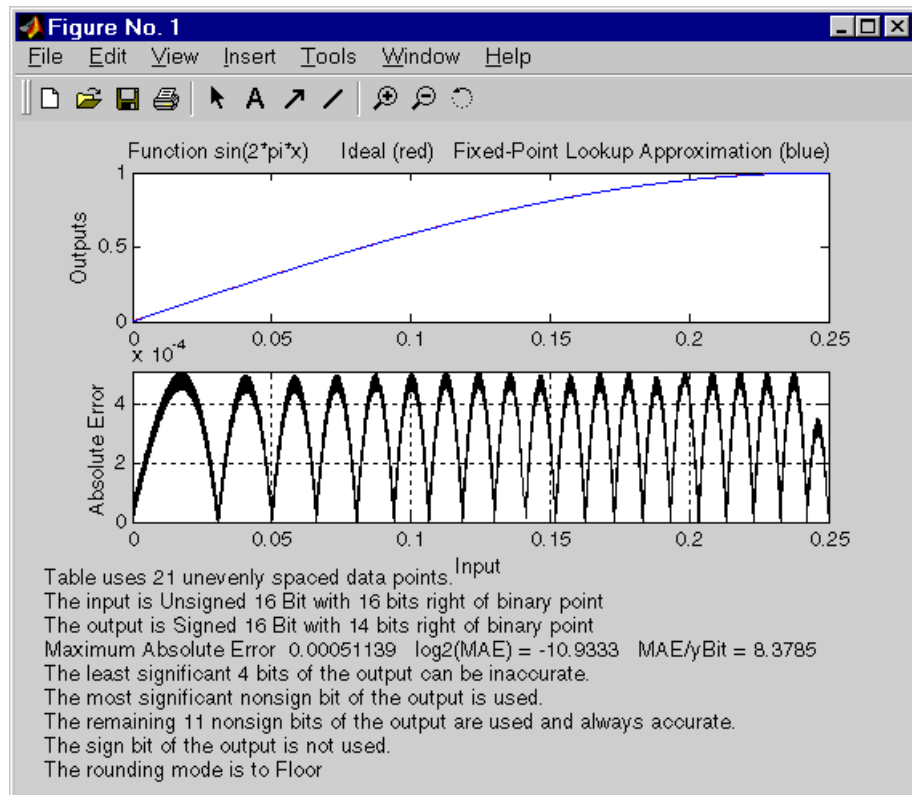 Figure No. 1
File Edit View Insert Tools Window Help
A
Function sin(2*pi*x) Ideal (red) Fixed-Point Lookup Approximation (blue)
1
0.5
0
Outputs
0 0.05 0.1 0.15 0.2 0.25
x 10^-4
4
2
0
Absolute Error
0 0.05 0.1 0.15 0.2 0.25
Input
Table uses 21 unevenly spaced data points.
The input is Unsigned 16 Bit with 16 bits right of binary point
The output is Signed 16 Bit with 14 bits right of binary point
Maximum Absolute Error 0.00051139 log2(MAE) = -10.9333 MAE/yBit = 8.3785
The least significant 4 bits of the output can be inaccurate.
The most significant nonsign bit of the output is used.
The remaining 11 nonsign bits of the output are used and always accurate.
The sign bit of the output is not used.
The rounding mode is to Floor